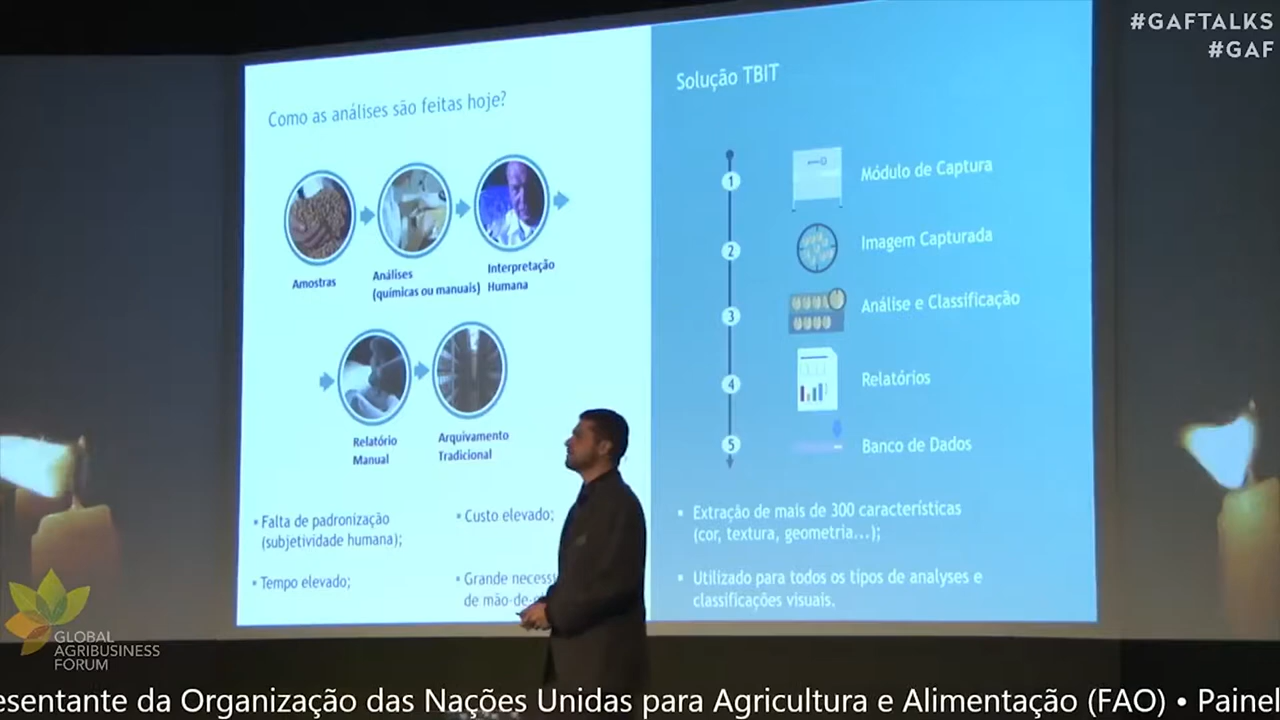 #GAFTALKS
#GAF
Como as análises são feitas hoje?
Amostras
Análises
(químicas ou manuais)
Interpretação
Humana
Relatório
Manual
Arquivamento
Tradicional
▪ Falta de padronização
(subjetividade humana);
▪ Custo elevado;
▪ Tempo elevado;
▪ Grande
de
Solução TBIT
1
Módulo de Captura
2
Imagem Capturada
3
Análise e Classificação
4
Relatórios
5
Banco de Dados
▪ Extração de mais de 300 características
(cor, textura, geometria...);
▪ Utilizado para todos os tipos de analyses e
classificações visuais.
GLOBAL
AGRIBUSINESS
FORUM
esentante da Organização das Nações Unidas para Agricultura e Alimentação (FAO) • Painel